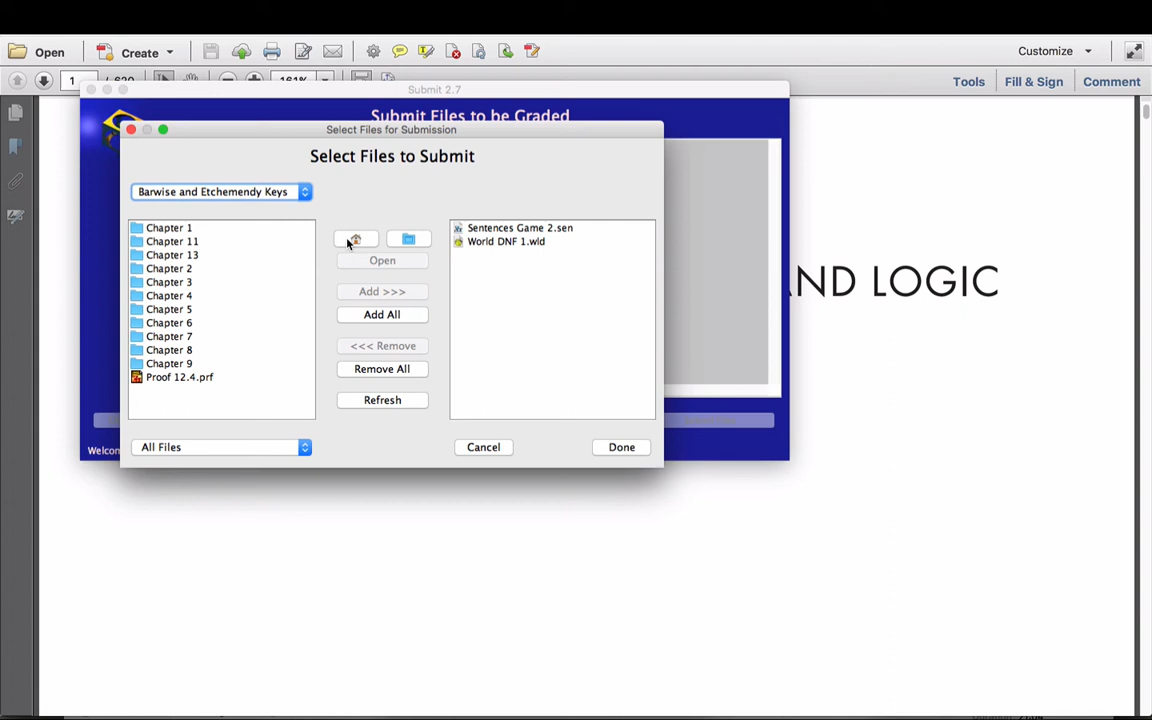 Open
Create
Customize
1
161%
Tools
Fill & Sign
Comment
Submit 2.7
Submit Files to be Graded
Select Files for Submission
Select Files to Submit
Barwise and Etchemendy Keys
Chapter 1
Chapter 11
Chapter 13
Chapter 2
Chapter 3
Chapter 4
Chapter 5
Chapter 6
Chapter 7
Chapter 8
Chapter 9
Proof 12.4.prf
Open
Add >>>
Add All
<<< Remove
Remove All
Refresh
Sentences Game 2.sen
World DNF 1.wld
All Files
Cancel
Done
Welcom
AND LOGIC